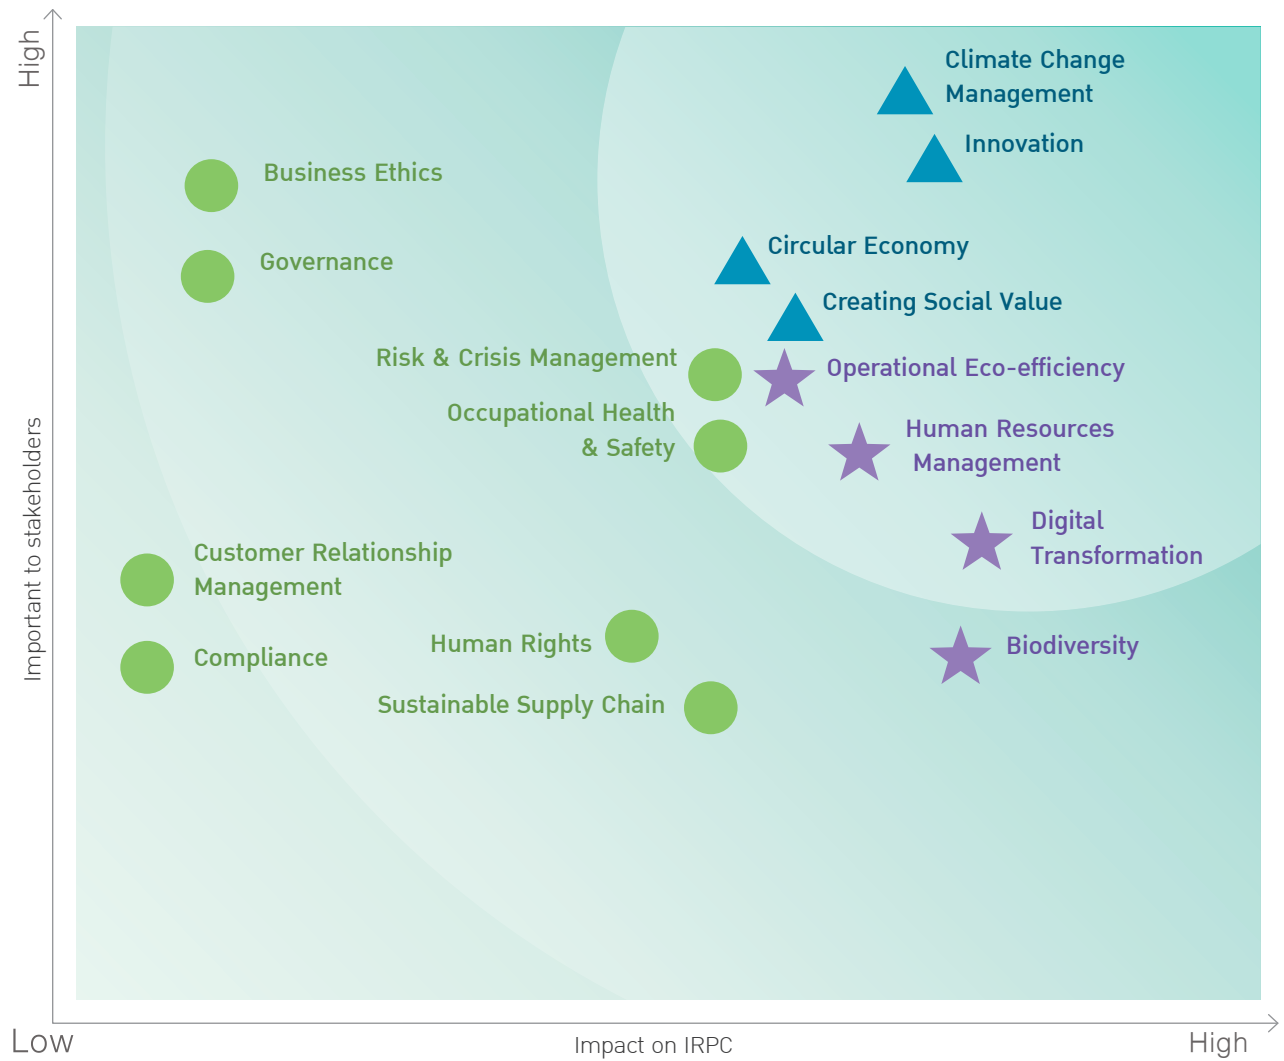 High
Climate Change
Management
Innovation
Business Ethics
Circular Economy
Governance
Creating Social Value
Risk & Crisis Management
Operational Eco-efficiency
Occupational Health
& Safety
Human Resources
Management
Digital
Transformation
Important to stakeholders
Customer Relationship
Management
Human Rights
Biodiversity
Compliance
Sustainable Supply Chain
Low
Impact on IRPC
High